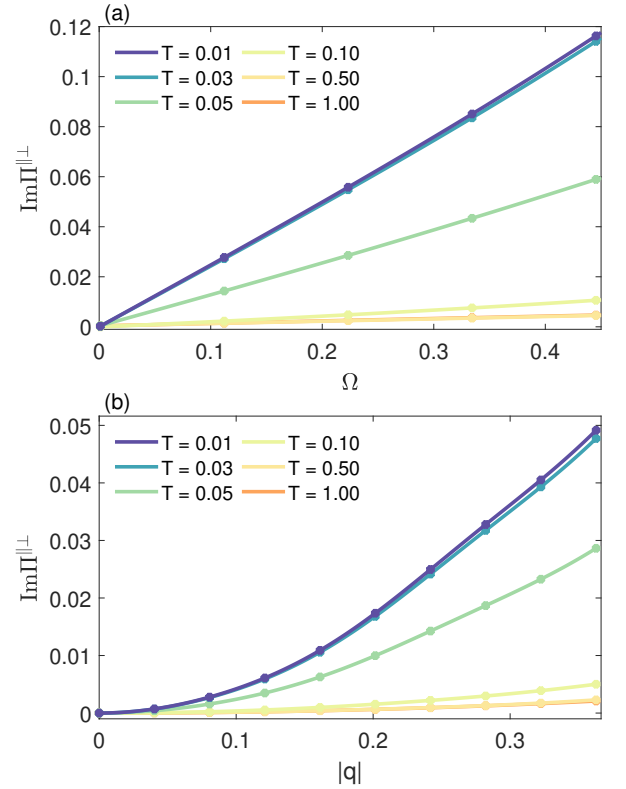 (a)
0.12
0.1
0.08
0.06
0.04
0.02
0
ImΠ^{∥⊥}
T = 0.01 T = 0.10
T = 0.03 T = 0.50
T = 0.05 T = 1.00
0 0.1 0.2 0.3 0.4
Ω
(b)
0.05
0.04
0.03
0.02
0.01
0
ImΠ^{∥⊥}
T = 0.01 T = 0.10
T = 0.03 T = 0.50
T = 0.05 T = 1.00
0 0.1 0.2 0.3
|q|